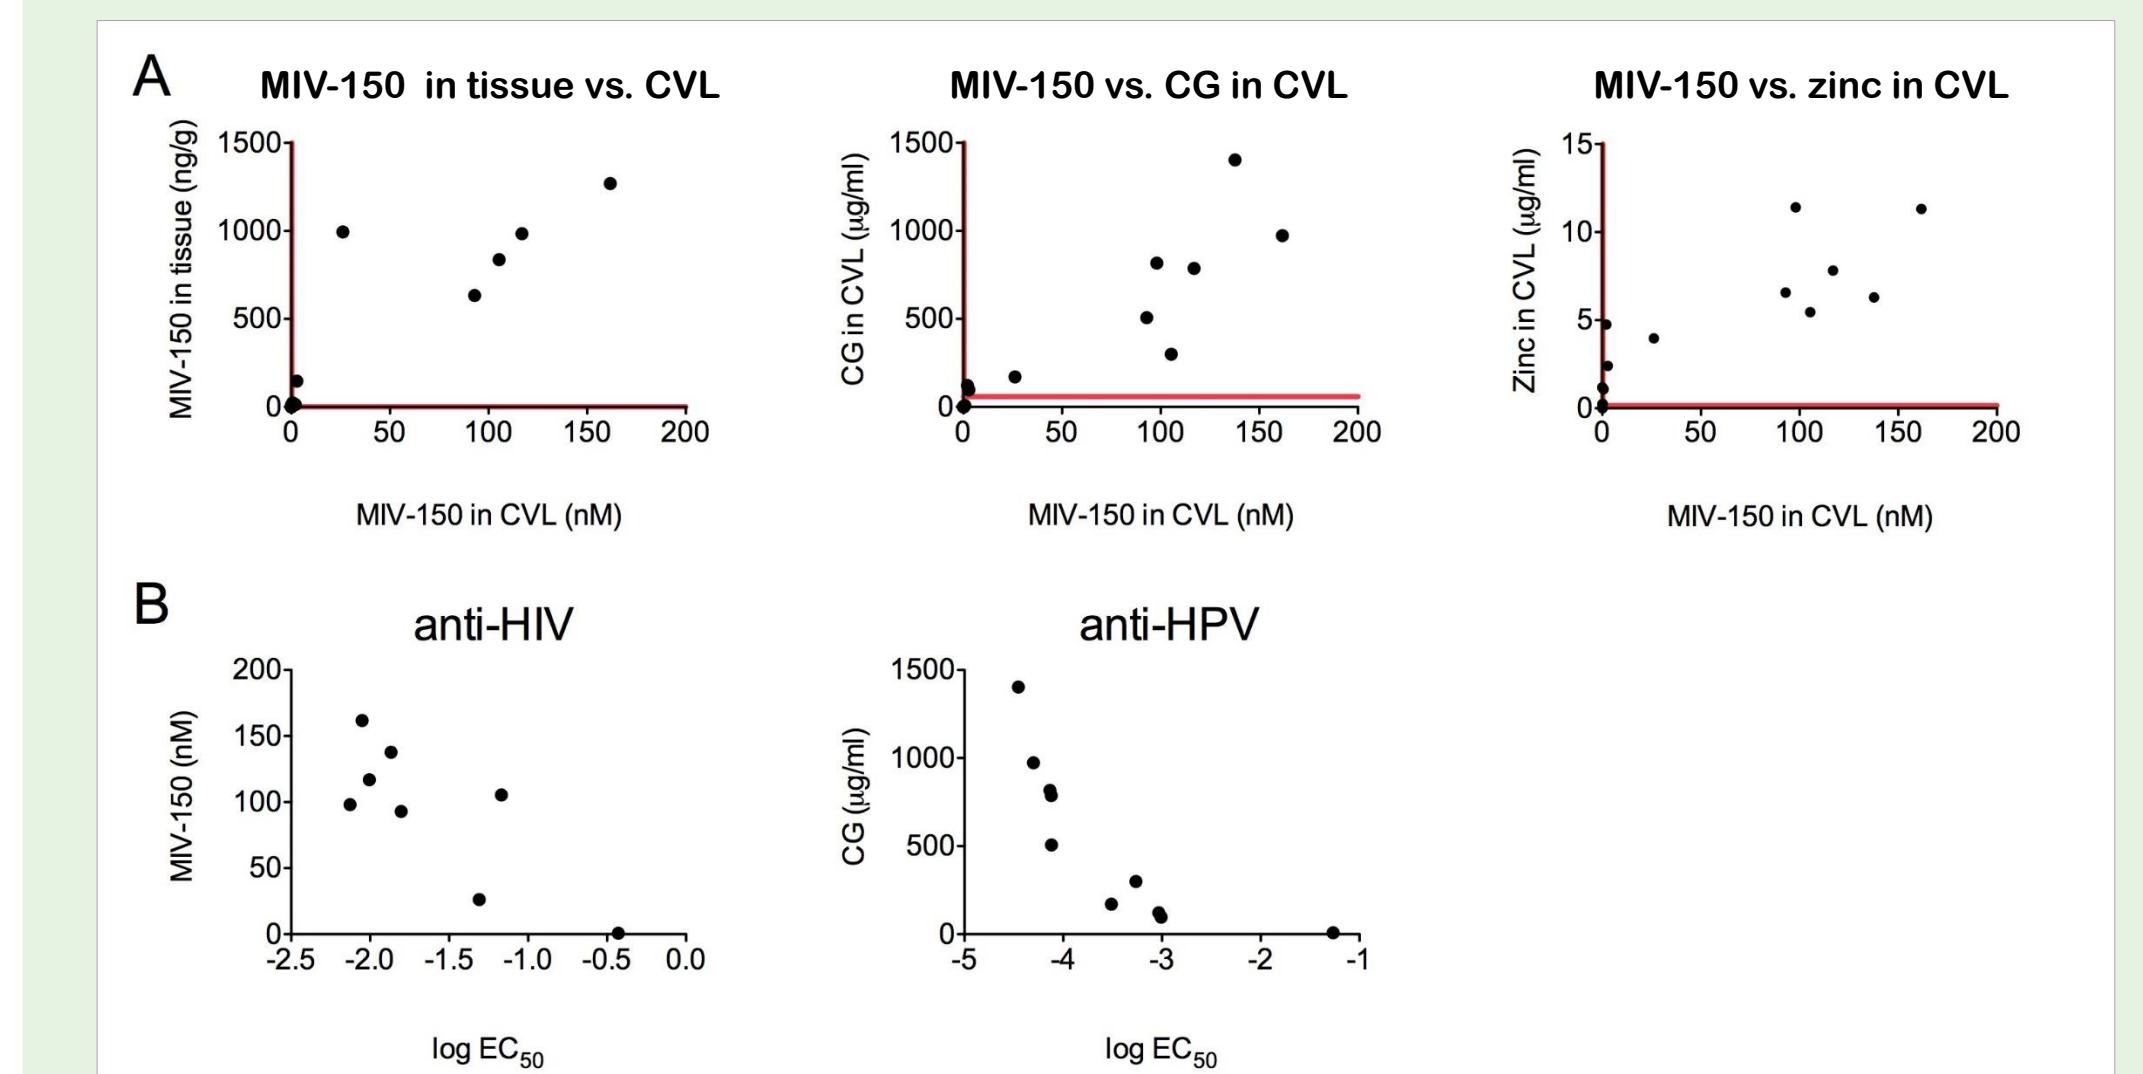 A
MIV-150 in tissue vs. CVL
MIV-150 in tissue (ng/g)
1500
1000
500
0
0 50 100 150 200
MIV-150 in CVL (nM)
MIV-150 vs. CG in CVL
CG in CVL (µg/ml)
1500
1000
500
0
0 50 100 150 200
MIV-150 in CVL (nM)
MIV-150 vs. zinc in CVL
Zinc in CVL (µg/ml)
15
10
5
0
0 50 100 150 200
MIV-150 in CVL (nM)
B
anti-HIV
MIV-150 (nM)
200
150
100
50
0
-2.5 -2.0 -1.5 -1.0 -0.5 0.0
log EC50
anti-HPV
CG (µg/ml)
1500
1000
500
0
-5 -4 -3 -2 -1
log EC50